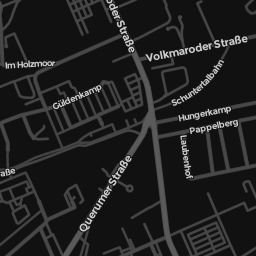 oder Straße
Volkmaroder Straße
Im Holzmoor
Güldenkamp
Schuntertalbahn
Hungerkamp
Pappelberg
Laubenhof
aße
Querumer Straße